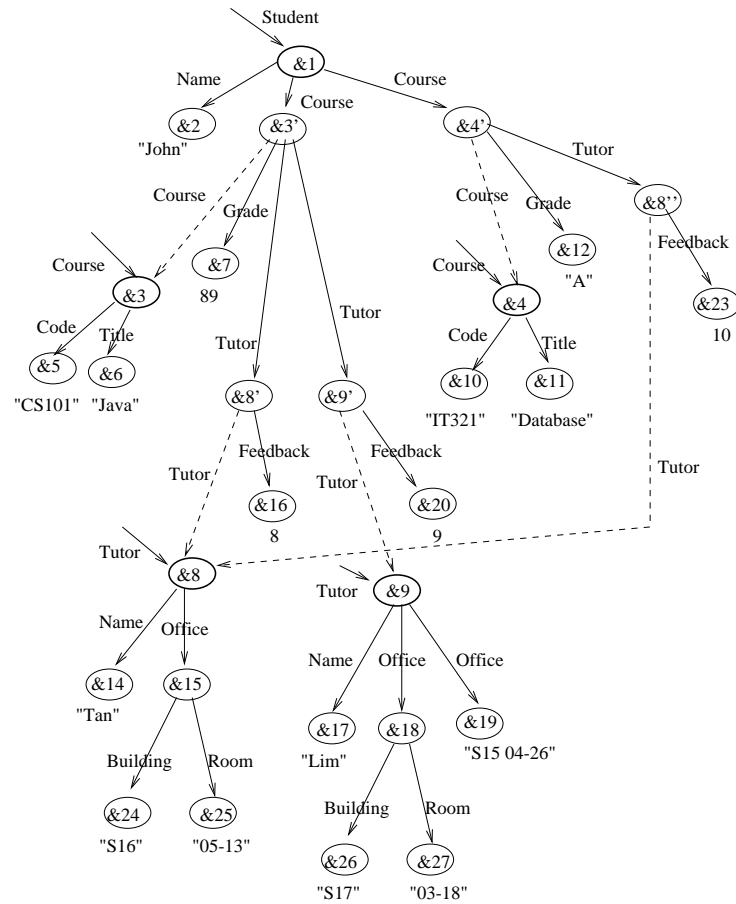 Student
&1
Name
Course
Course
&2
&3'
&4'
"John"
Tutor
Course
Course
Grade
Grade
&8''
&7
&12
Feedback
Course
Course
"A"
&3
89
&4
&23
Code
Title
Tutor
Tutor
Code
Title
10
&5
&6
&8'
&9'
&10
&11
"CS101"
"Java"
"IT321"
"Database"
Feedback
Feedback
Tutor
Tutor
Tutor
&16
&20
8
9
Tutor
&8
Tutor
&9
Name
Office
Name
Office
Office
&14
&15
&17
&18
&19
"Tan"
"Lim"
"S15 04-26"
Building
Room
Building
Room
&24
&25
"S16"
"05-13"
&26
&27
"S17"
"03-18"